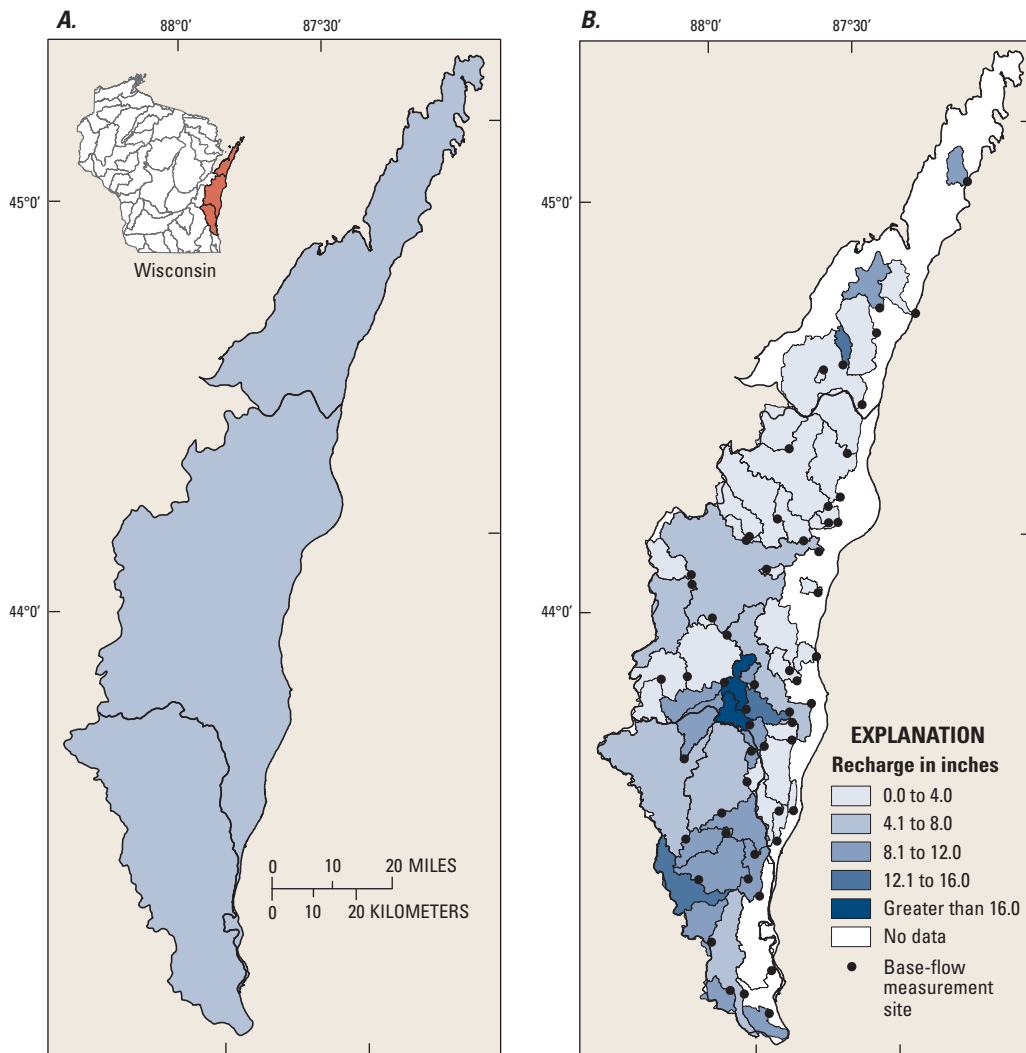 A.
88°0'
87°30'
45°0'
44°0'
Wisconsin
0 10 20 MILES
0 10 20 KILOMETERS
B.
88°0'
87°30'
45°0'
44°0'
EXPLANATION
Recharge in inches
0.0 to 4.0
4.1 to 8.0
8.1 to 12.0
12.1 to 16.0
Greater than 16.0
No data
Base-flow
measurement
site